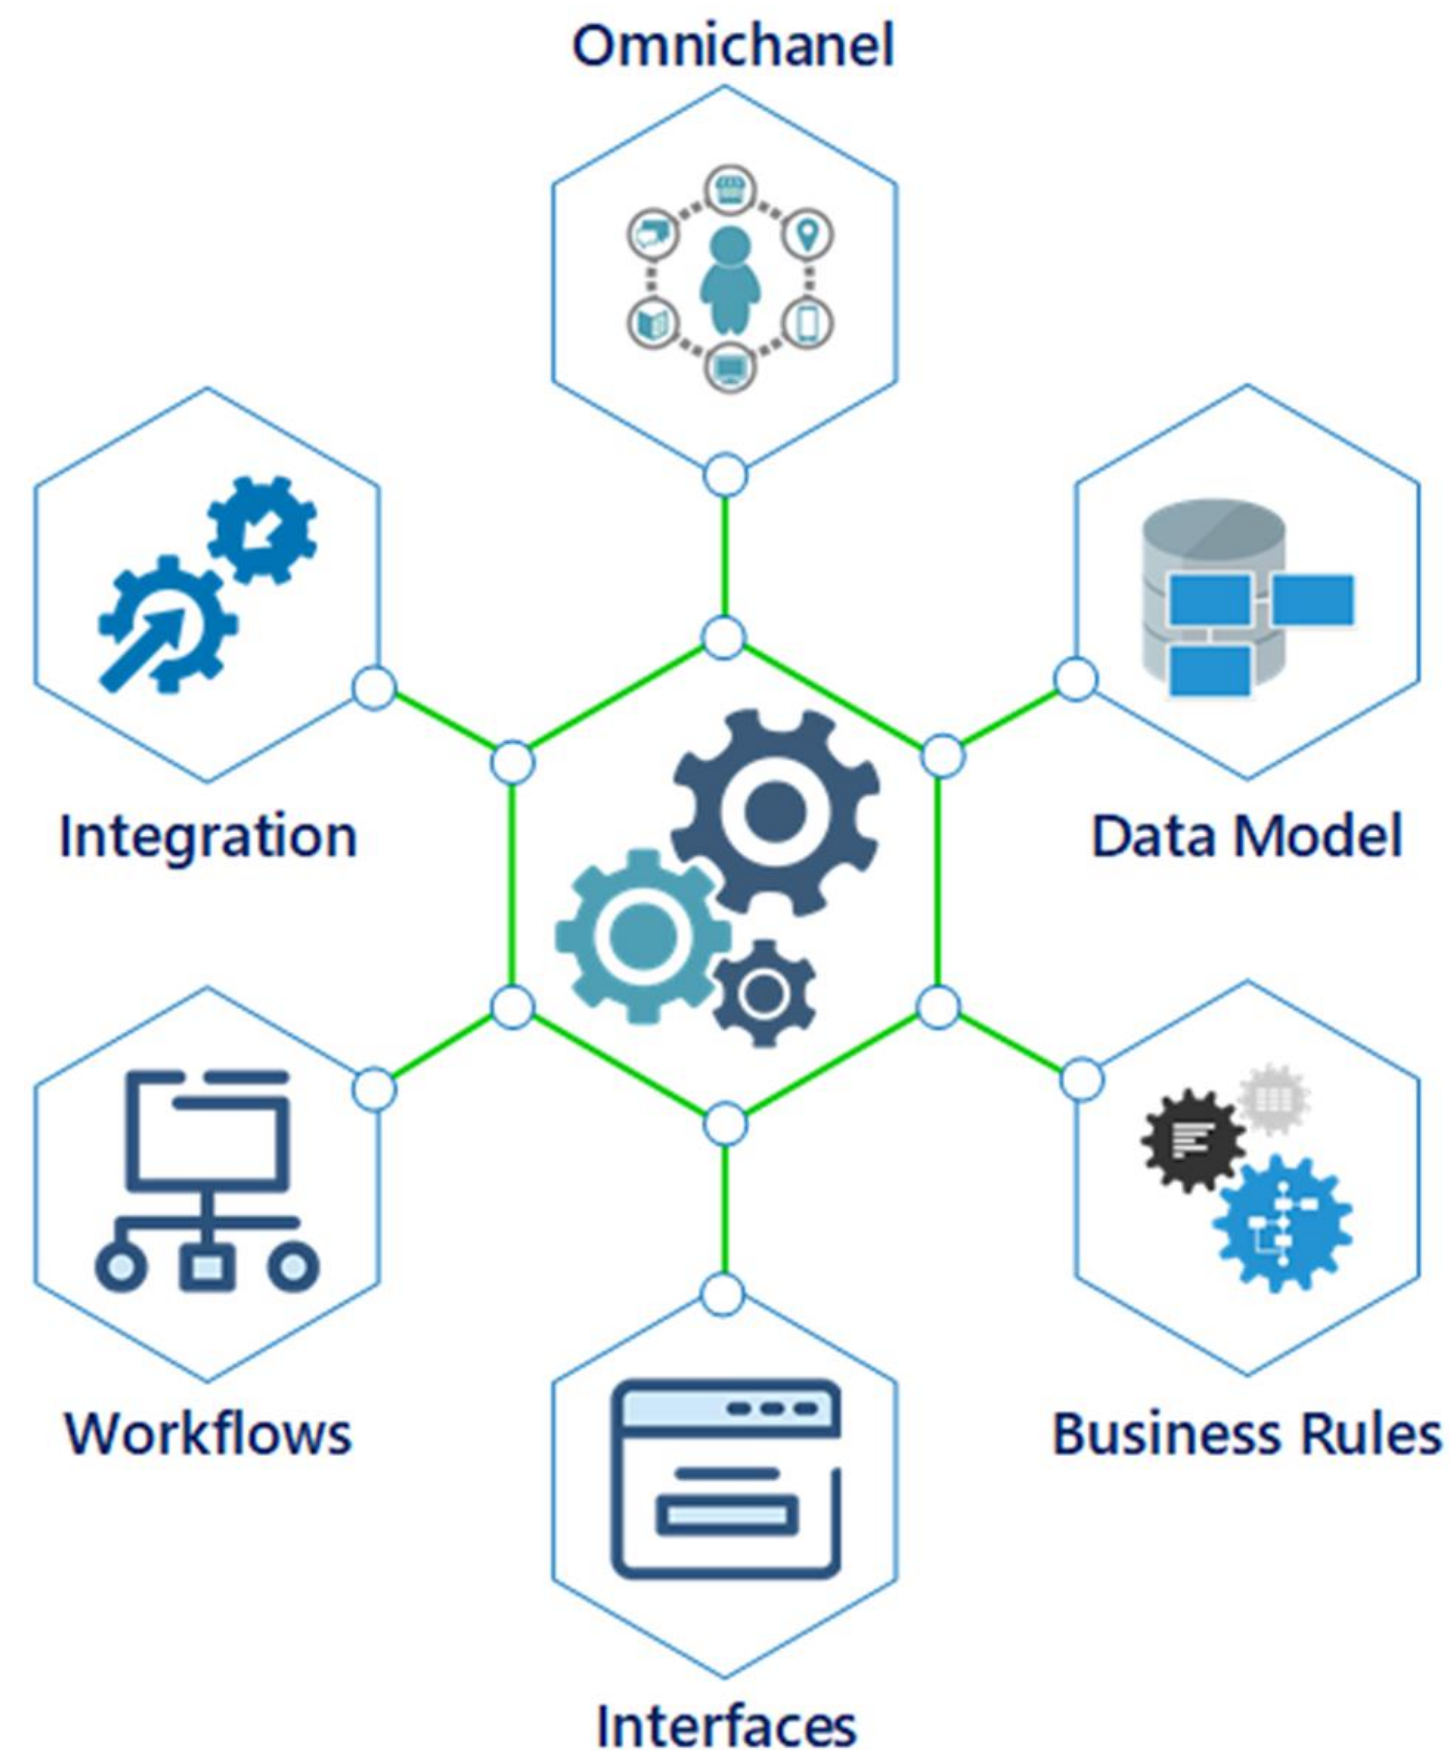 Omnichanel
Integration
Data Model
Workflows
Business Rules
Interfaces